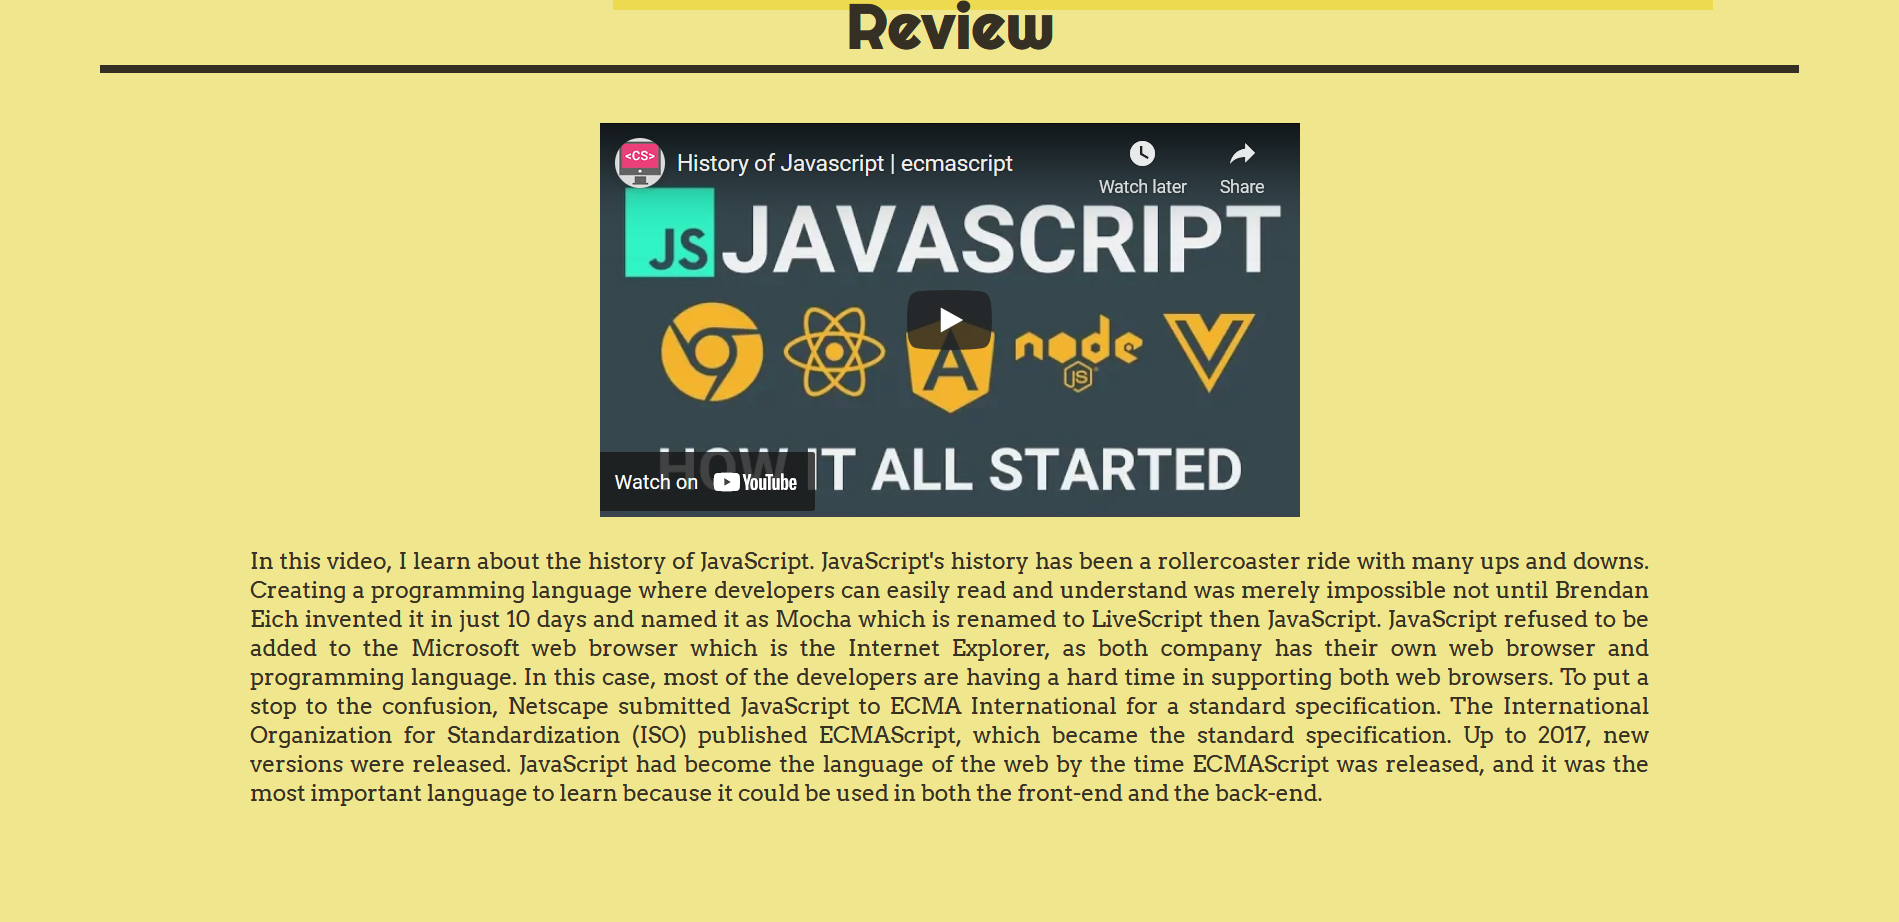 Review
<CS>
History of Javascript | ecmascript
Watch later
Share
JS JAVASCRIPT
node
JS
HOW IT ALL STARTED
Watch on YouTube
In this video, I learn about the history of JavaScript. JavaScript's history has been a rollercoaster ride with many ups and downs.
Creating a programming language where developers can easily read and understand was merely impossible not until Brendan
Eich invented it in just 10 days and named it as Mocha which is renamed to LiveScript then JavaScript. JavaScript refused to be
added to the Microsoft web browser which is the Internet Explorer, as both company has their own web browser and
programming language. In this case, most of the developers are having a hard time in supporting both web browsers. To put a
stop to the confusion, Netscape submitted JavaScript to ECMA International for a standard specification. The International
Organization for Standardization (ISO) published ECMAScript, which became the standard specification. Up to 2017, new
versions were released. JavaScript had become the language of the web by the time ECMAScript was released, and it was the
most important language to learn because it could be used in both the front-end and the back-end.